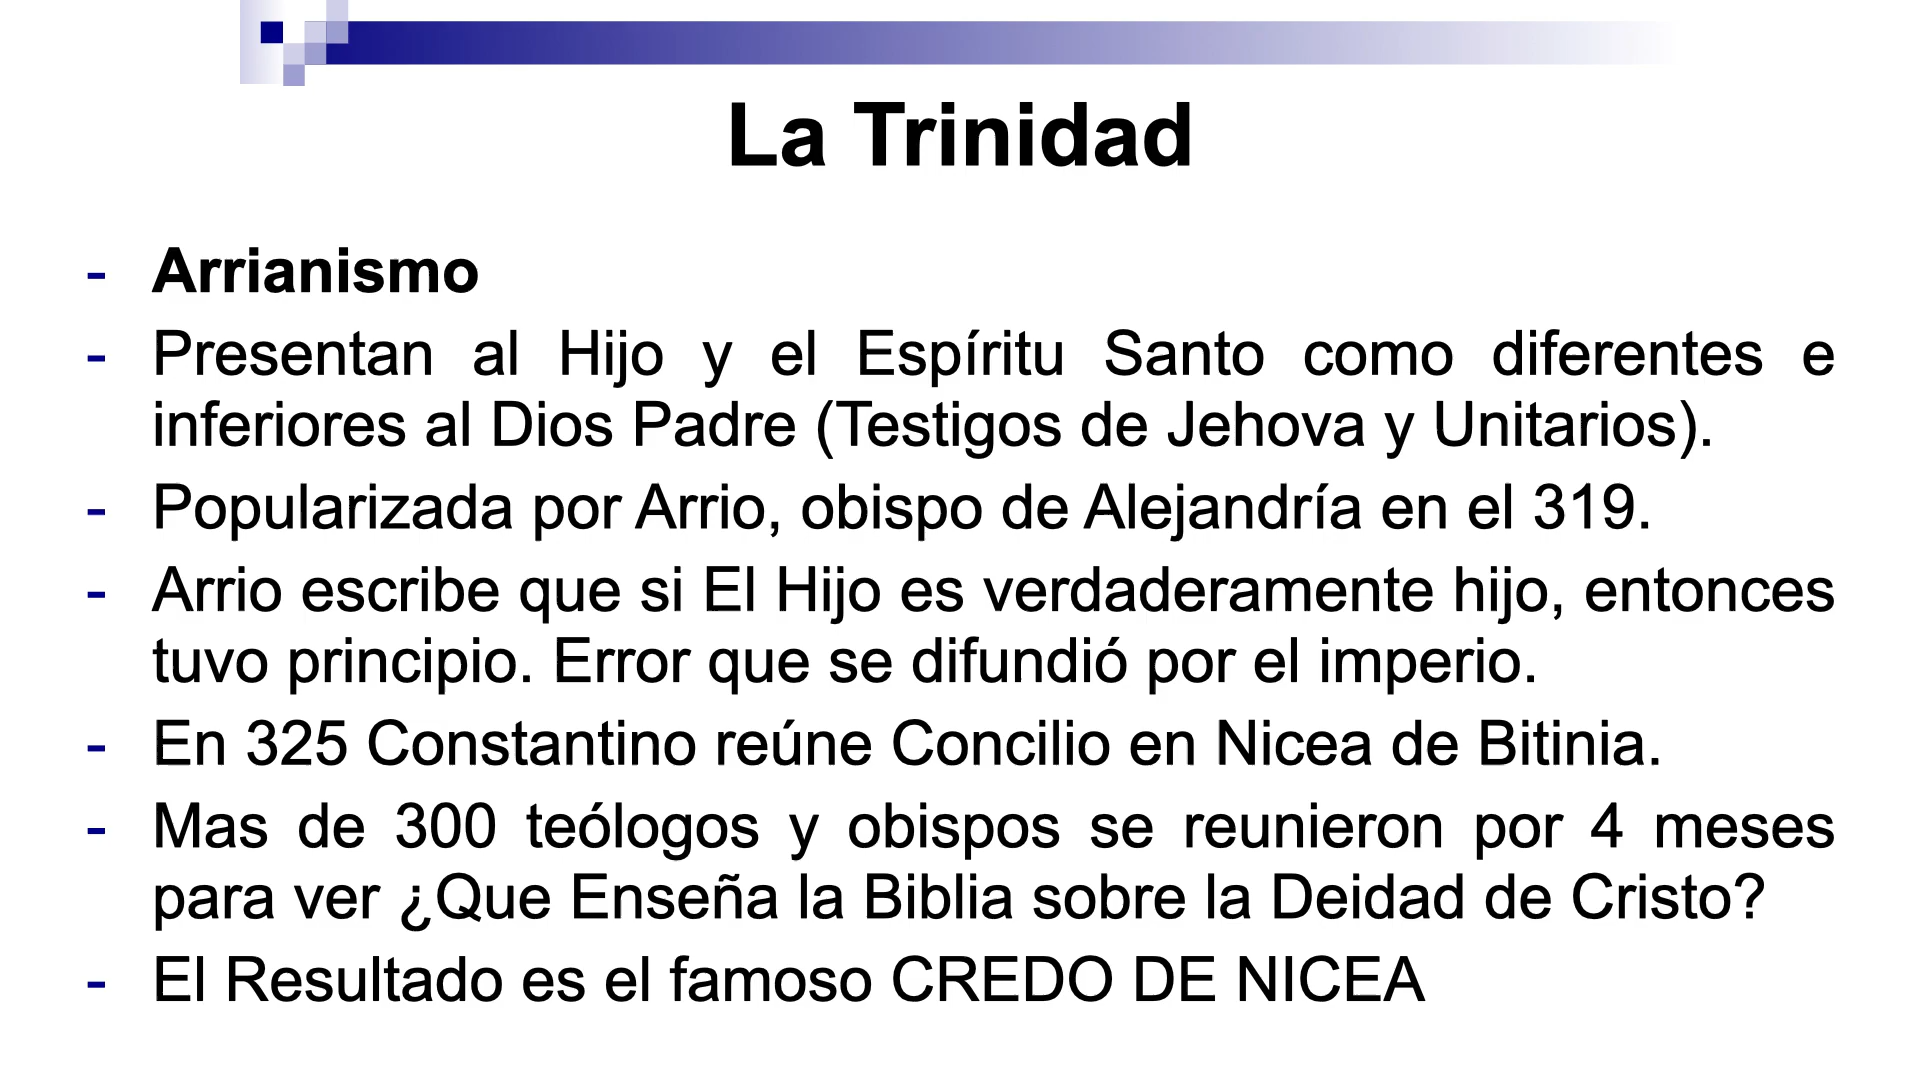 La Trinidad
- Arrianismo
- Presentan al Hijo y el Espíritu Santo como diferentes e
inferiores al Dios Padre (Testigos de Jehova y Unitarios).
- Popularizada por Arrio, obispo de Alejandría en el 319.
- Arrio escribe que si El Hijo es verdaderamente hijo, entonces
tuvo principio. Error que se difundió por el imperio.
- En 325 Constantino reúne Concilio en Nicea de Bitinia.
- Mas de 300 teólogos y obispos se reunieron por 4 meses
para ver ¿Que Enseña la Biblia sobre la Deidad de Cristo?
- El Resultado es el famoso CREDO DE NICEA